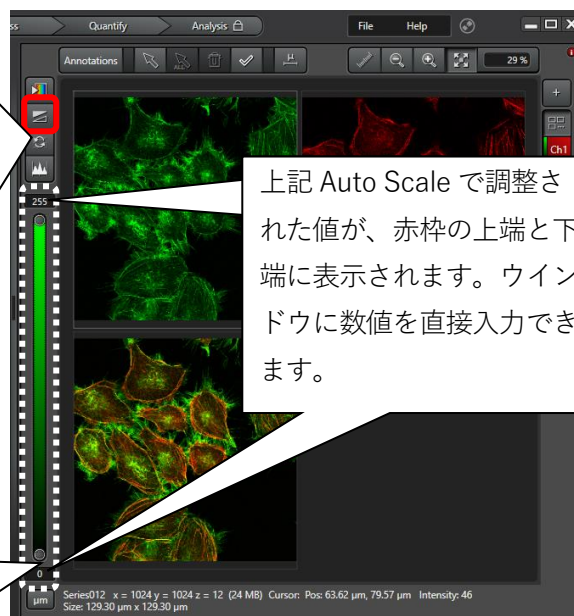 ss Quantify Analysis File Help
Annotations 29 %
Ch1
255
上記 Auto Scale で調整さ
れた値が、赤枠の上端と下
端に表示されます。ウイン
ドウに数値を直接入力でき
ます。
0
µm
Series012 x = 1024 y = 1024 z = 12 (24 MB) Cursor: Pos: 63.62 µm, 79.57 µm Intensity: 46
Size: 129.30 µm x 129.30 µm